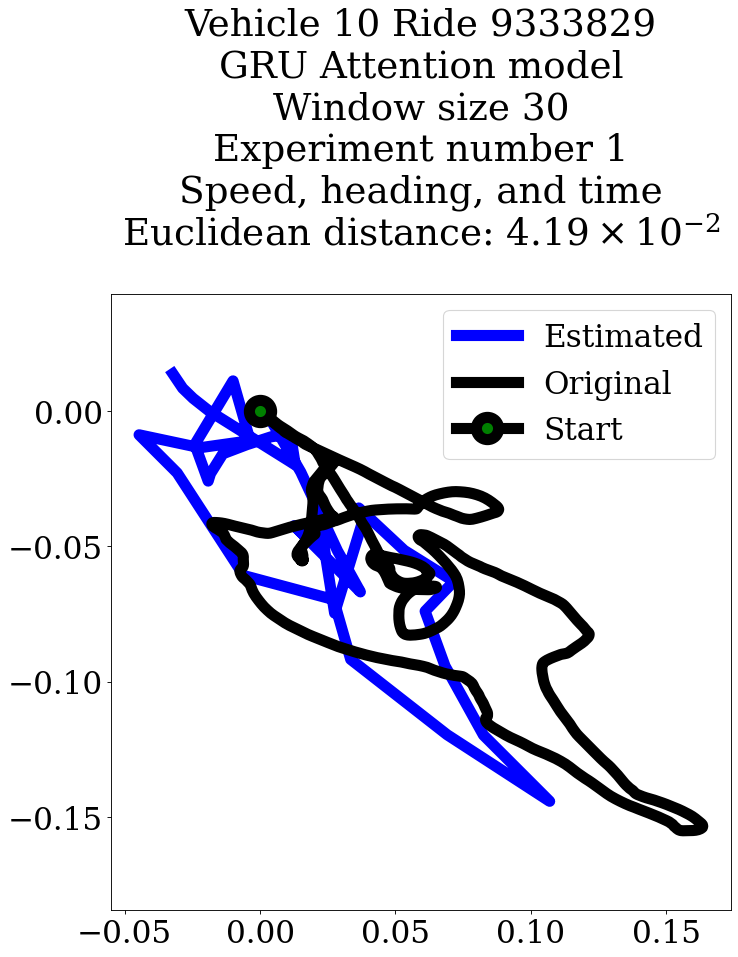 Vehicle 10 Ride 9333829
GRU Attention model
Window size 30
Experiment number 1
Speed, heading, and time
Euclidean distance: 4.19 × 10⁻²
Estimated
Original
Start
0.00
−0.05
−0.10
−0.15
−0.05 0.00 0.05 0.10 0.15